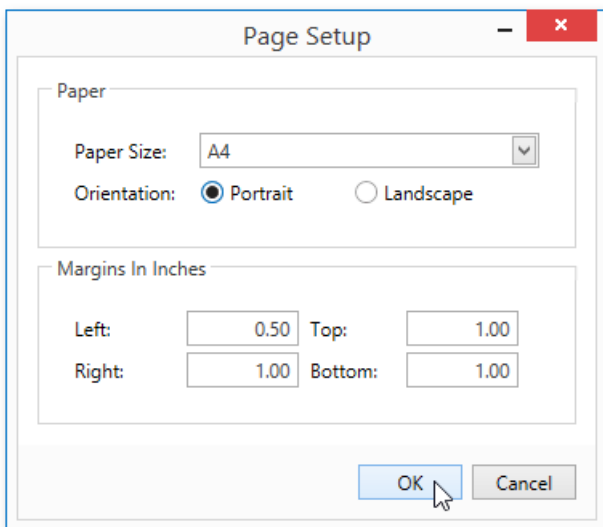 Page Setup
Paper
Paper Size: A4
Orientation: Portrait Landscape
Margins In Inches
Left: 0.50 Top: 1.00
Right: 1.00 Bottom: 1.00
OK Cancel